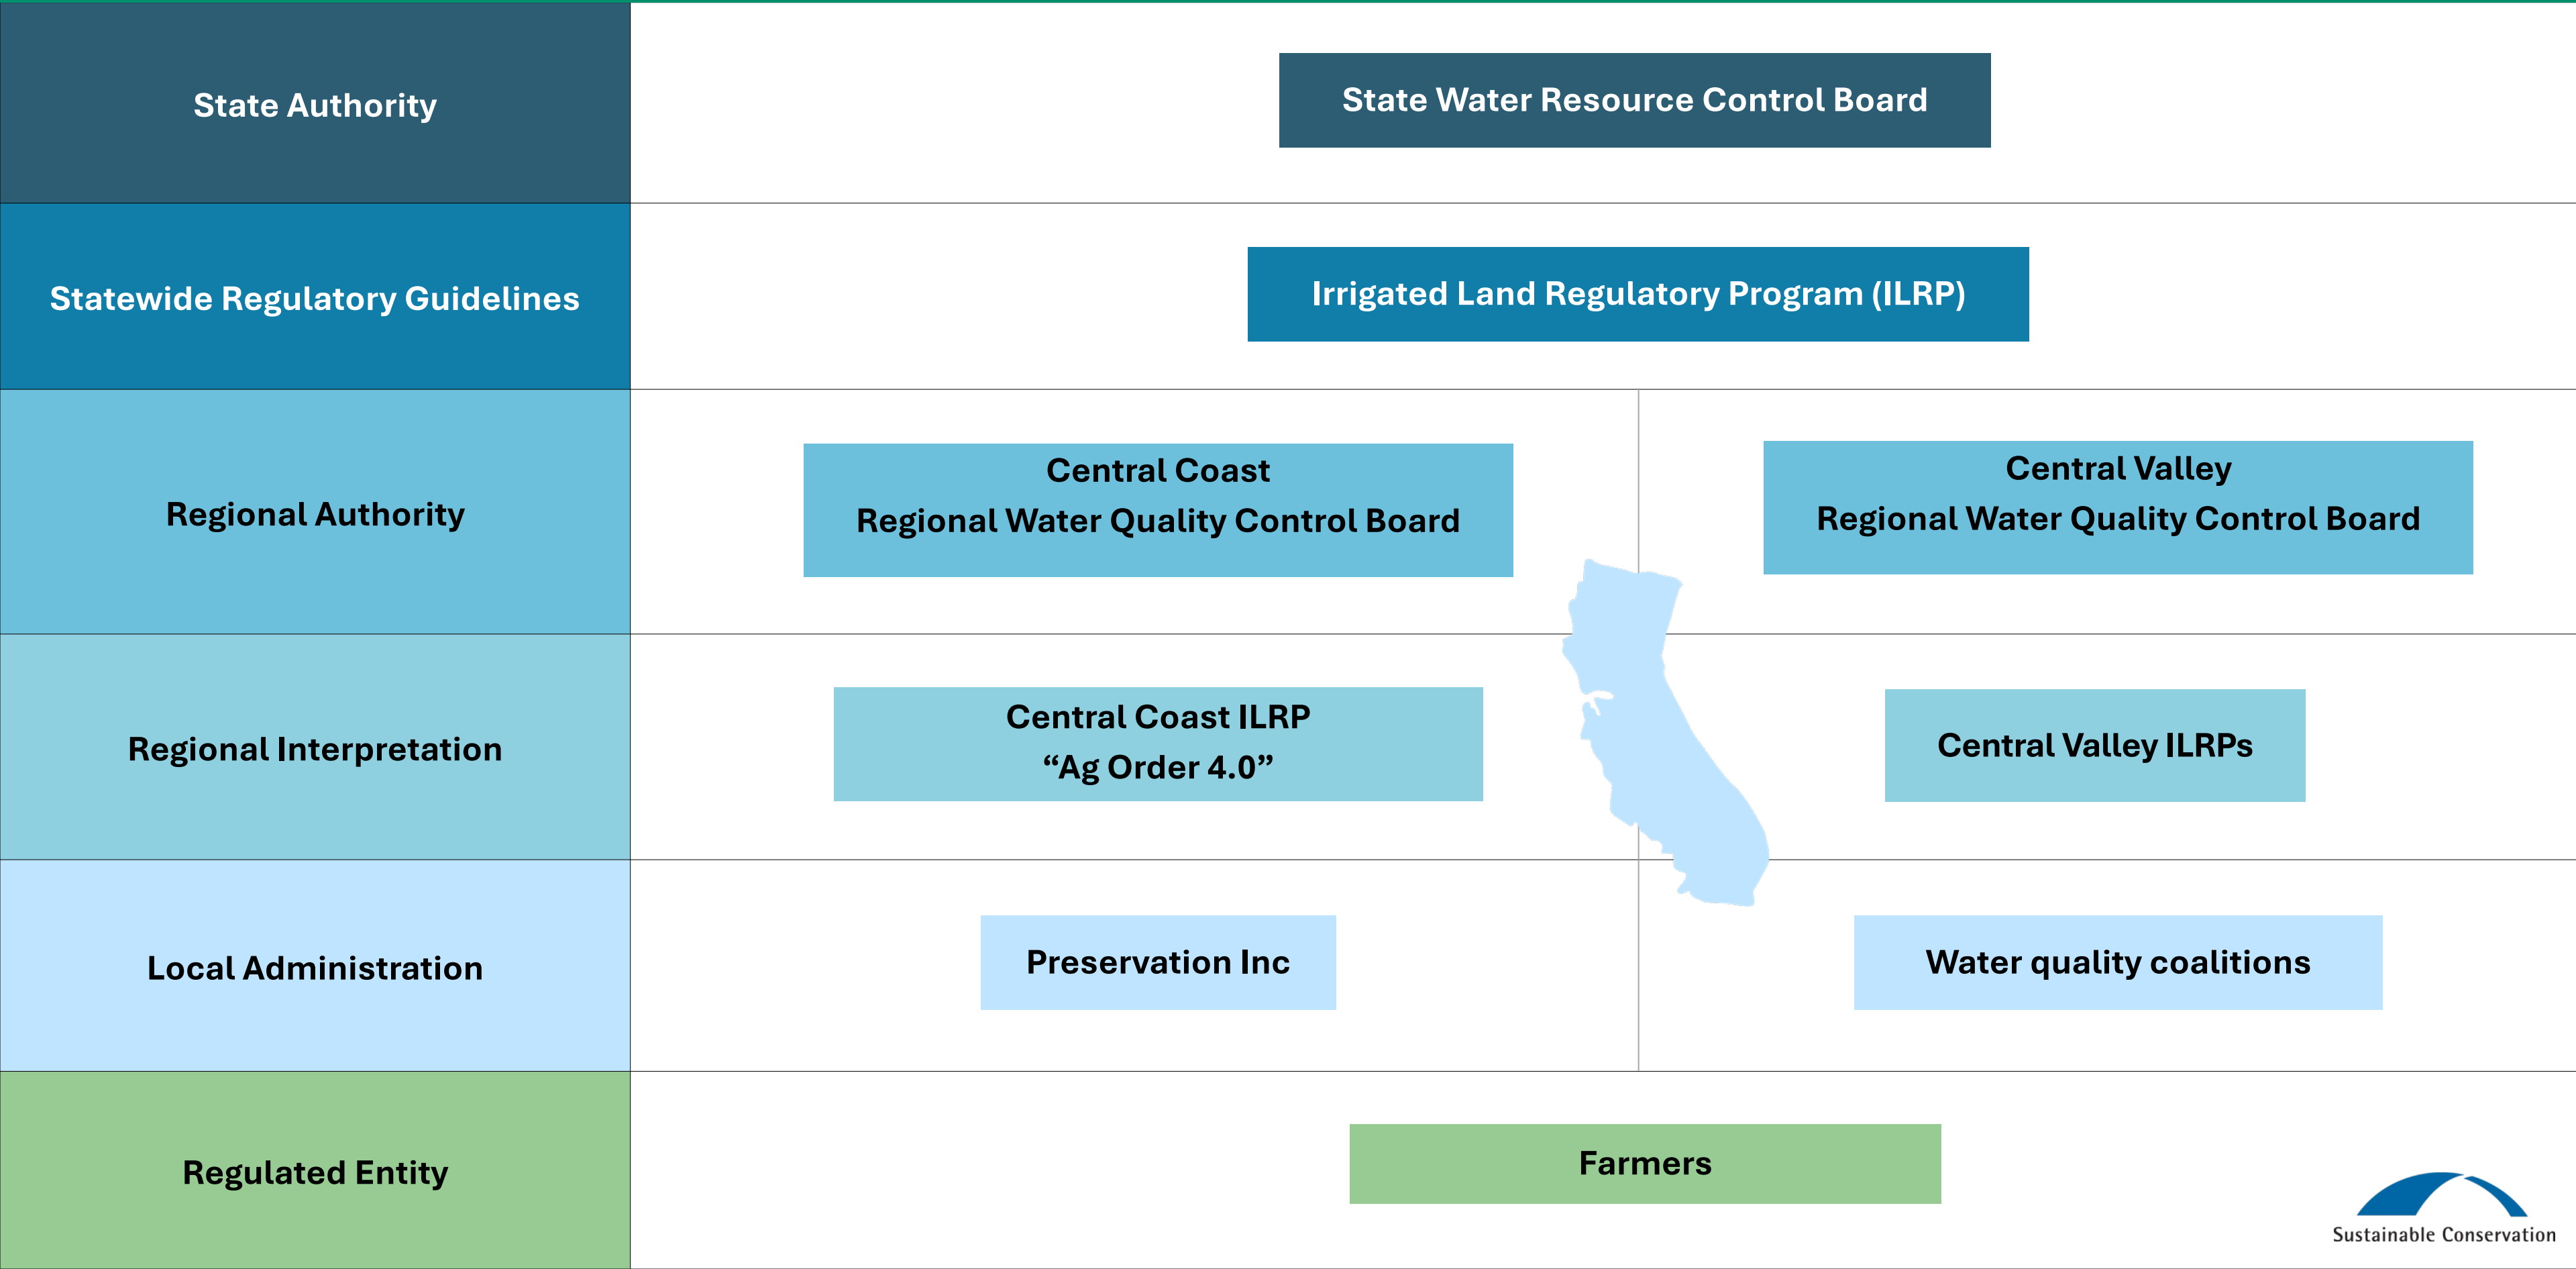 State Authority
State Water Resource Control Board
Statewide Regulatory Guidelines
Irrigated Land Regulatory Program (ILRP)
Regional Authority
Central Coast
Regional Water Quality Control Board
Central Valley
Regional Water Quality Control Board
Regional Interpretation
Central Coast ILRP
“Ag Order 4.0”
Central Valley ILRPs
Local Administration
Preservation Inc
Water quality coalitions
Regulated Entity
Farmers
Sustainable Conservation